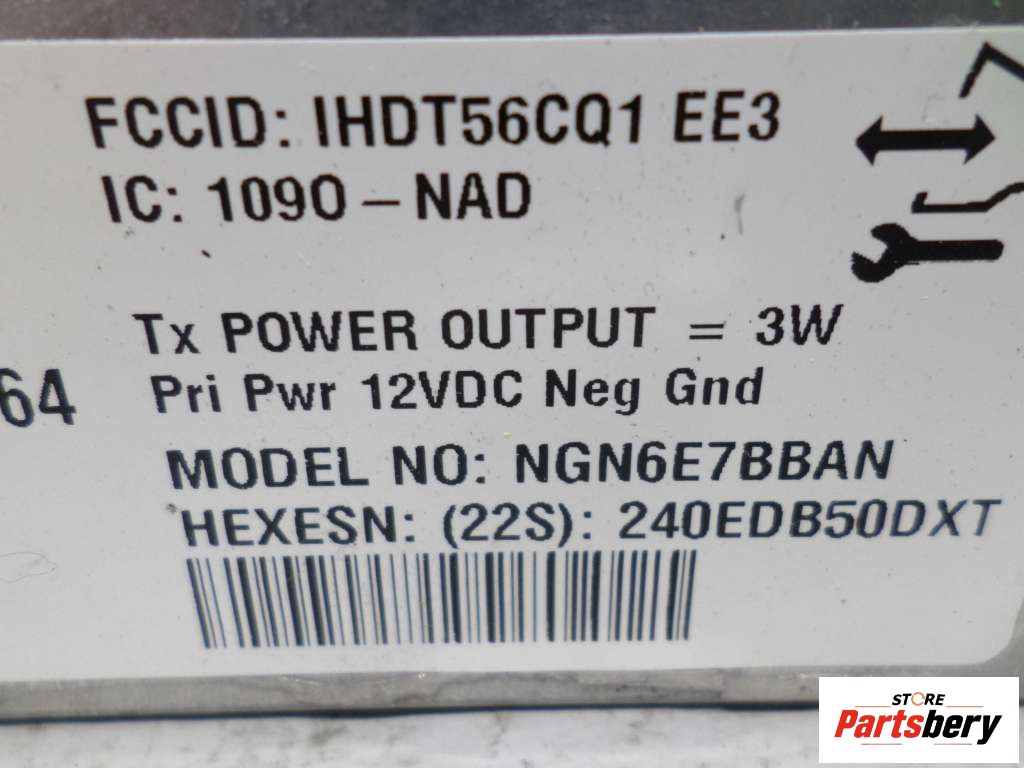 FCCID: IHDT56CQ1 EE3
IC: 1090 – NAD
Tx POWER OUTPUT = 3W
64 Pri Pwr 12VDC Neg Gnd
MODEL NO: NGN6E7BBAN
HEXESN: (22S): 240EDB50DXT
STORE
Partsbery